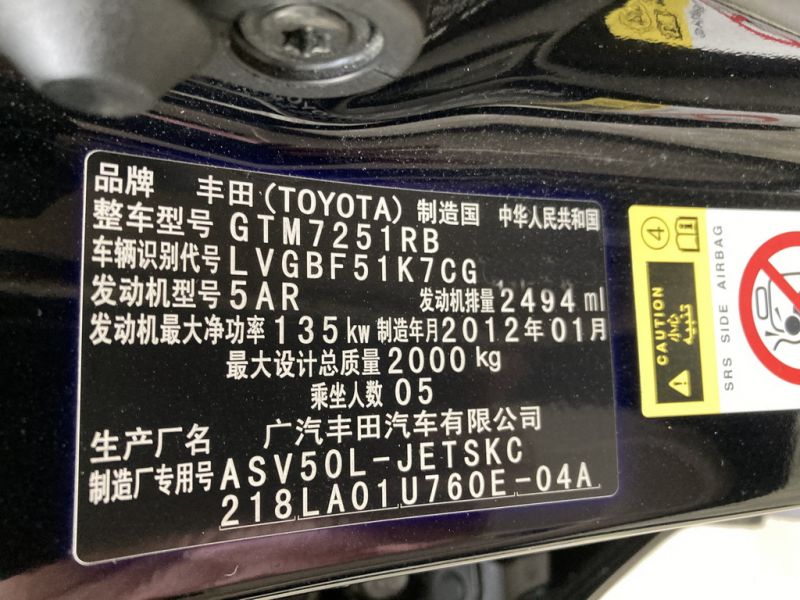 品牌 丰田(TOYOTA) 制造国 中华人民共和国
整车型号 GTM7251RB
车辆识别代号 LVGBF51K7CG
发动机型号 5AR 发动机排量 2494 ml
发动机最大净功率 135 kw 制造年月 2012年01月
最大设计总质量 2000 kg
乘坐人数 05
生产厂名 广汽丰田汽车有限公司
制造厂专用号 ASV50L-JETSKC
218LA01U760E-04A
4
CAUTION
小心
تنبيه
SRS SIDE AIRBAG